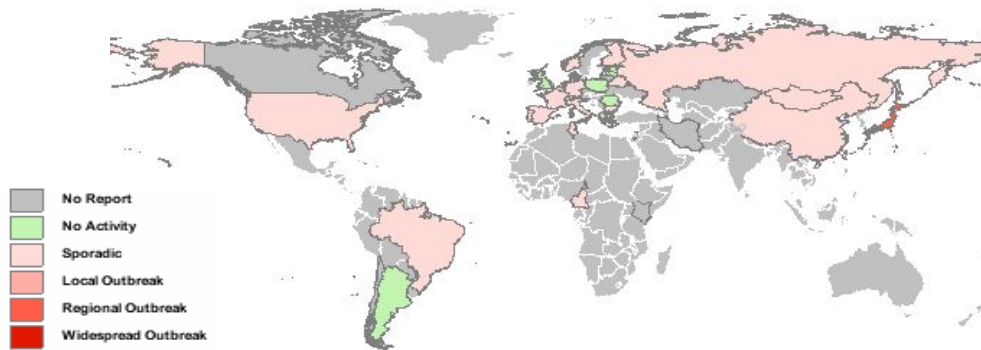 No Report
No Activity
Sporadic
Local Outbreak
Regional Outbreak
Widespread Outbreak